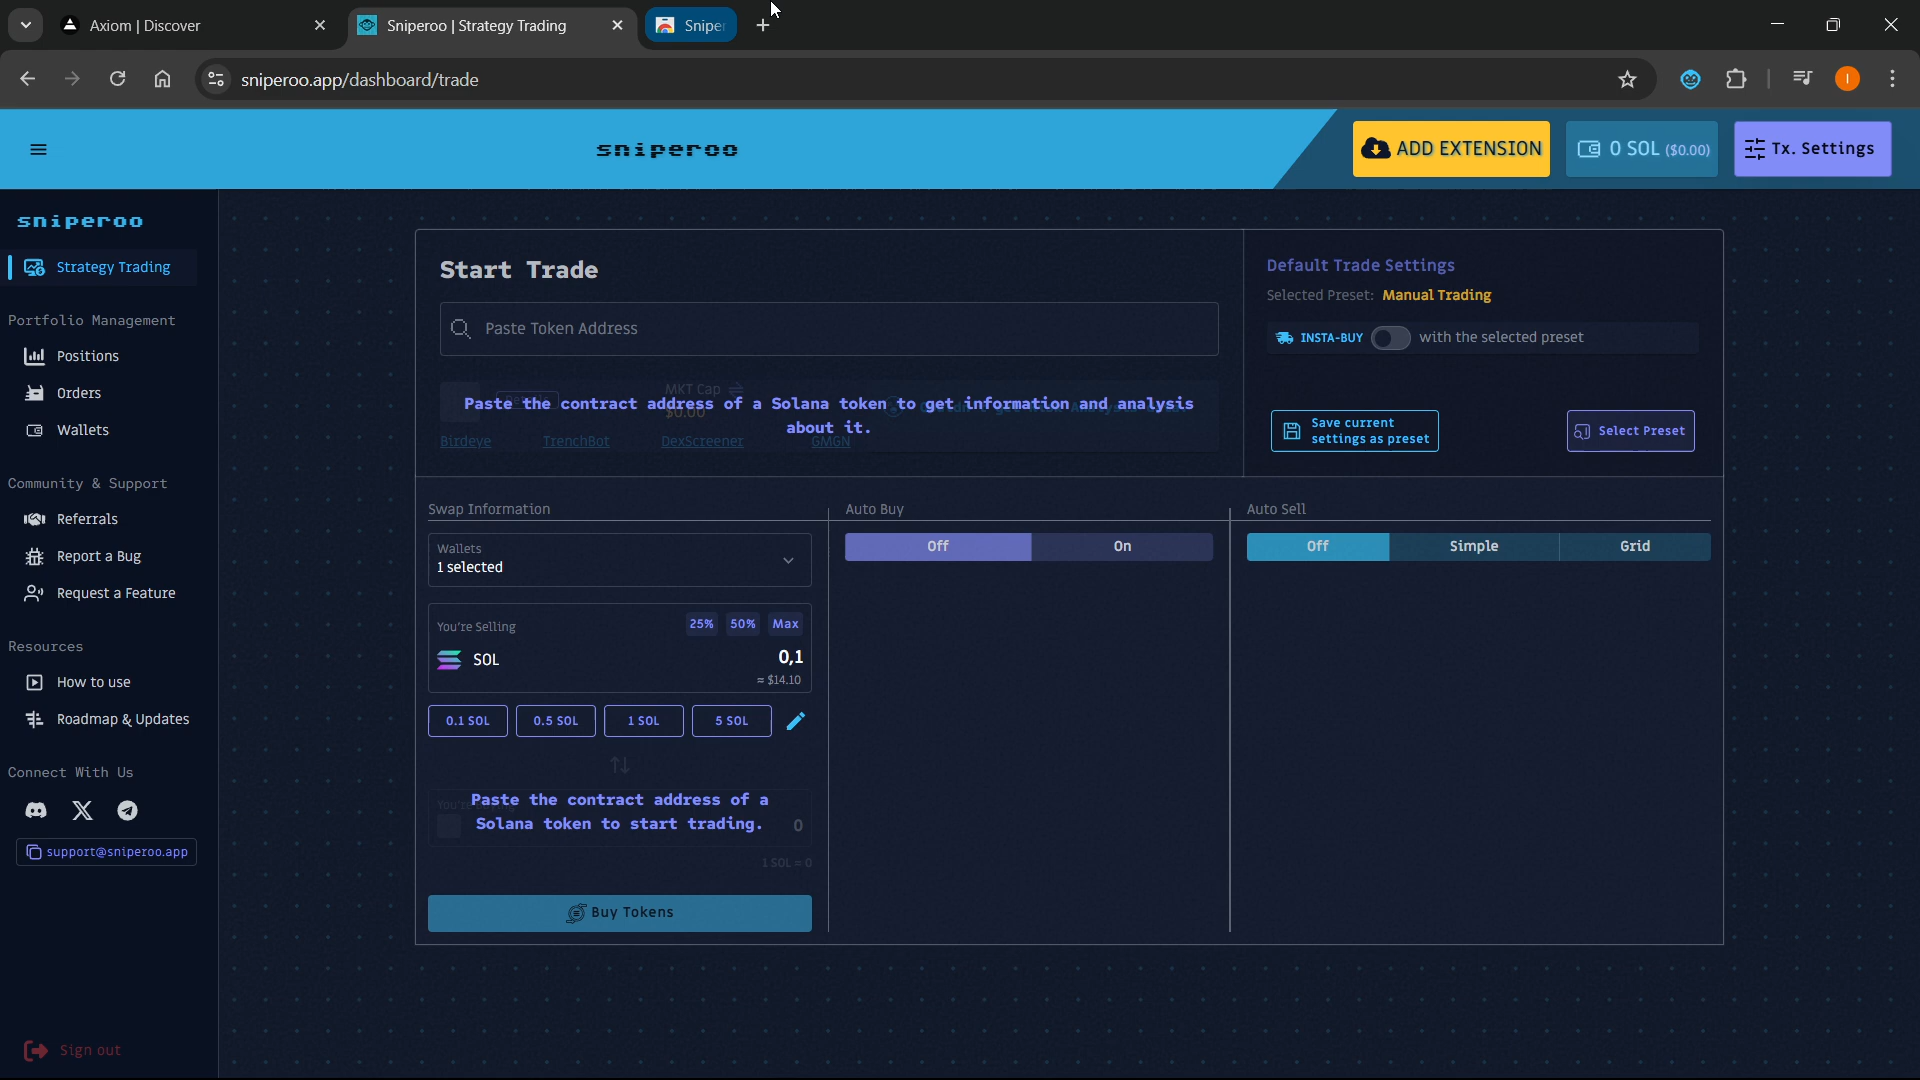 Axiom | Discover
Sniperoo | Strategy Trading
Snipe
sniperoo.app/dashboard/trade
I
sniperoo
ADD EXTENSION
0 SOL ($0.00)
Tx. Settings
sniperoo
Strategy Trading
Portfolio Management
Positions
Orders
Wallets
Community & Support
Referrals
Report a Bug
Request a Feature
Resources
How to use
Roadmap & Updates
Connect With Us
support@sniperoo.app
Sign out
Start Trade
Paste Token Address
MKT Cap
$0.00
Paste the contract address of a Solana token to get information and analysis
about it.
Birdeye
TrenchBot
DexScreener
GMGN
Default Trade Settings
Selected Preset: Manual Trading
INSTA-BUY with the selected preset
Save current
settings as preset
Select Preset
Swap Information
Wallets
1 selected
You're Selling
25% 50% Max
SOL
0,1
≈ $14.10
0.1 SOL
0.5 SOL
1 SOL
5 SOL
Paste the contract address of a
Solana token to start trading.
0
1 SOL = 0
Buy Tokens
Auto Buy
Off
On
Auto Sell
Off
Simple
Grid